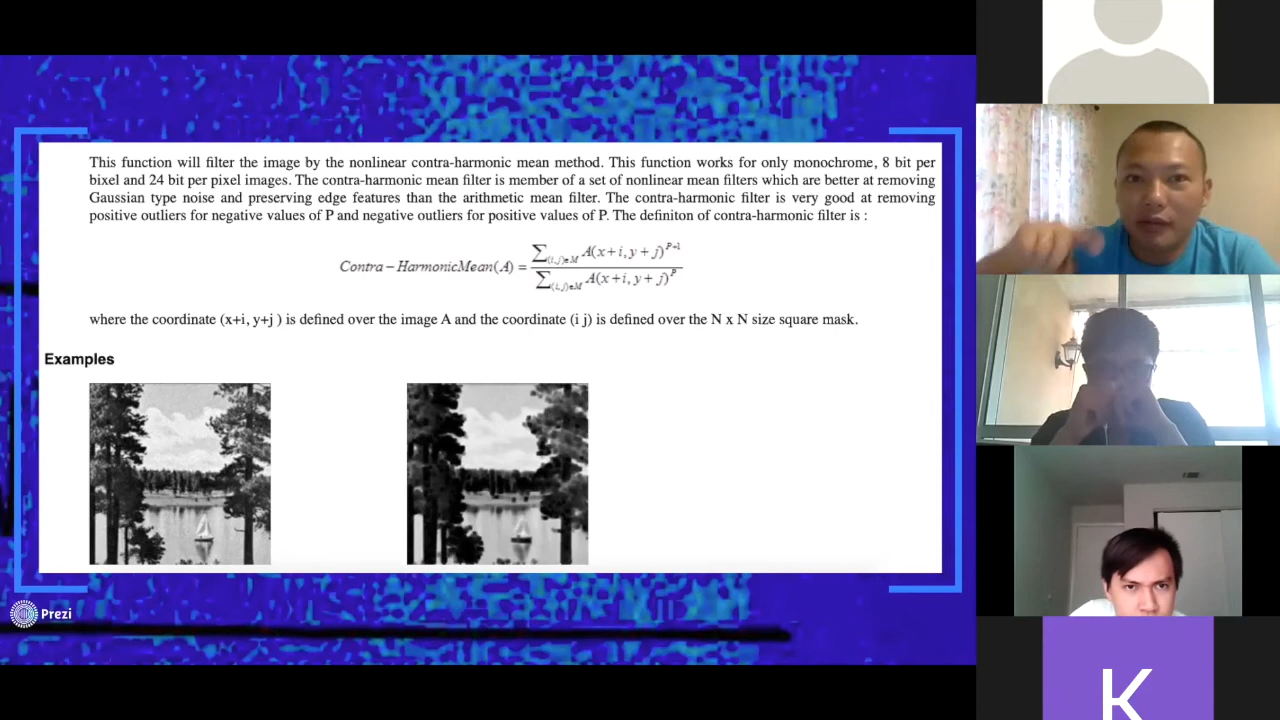 This function will filter the image by the nonlinear contra-harmonic mean method. This function works for only monochrome, 8 bit per
bixel and 24 bit per pixel images. The contra-harmonic mean filter is member of a set of nonlinear mean filters which are better at removing
Gaussian type noise and preserving edge features than the arithmetic mean filter. The contra-harmonic filter is very good at removing
positive outliers for negative values of P and negative outliers for positive values of P. The definiton of contra-harmonic filter is :
Contra – HarmonicMean(A) = ∑(i,j)∈M A(x+i, y+j)^P+1 / ∑(i,j)∈M A(x+i, y+j)^P
where the coordinate (x+i, y+j ) is defined over the image A and the coordinate (i j) is defined over the N x N size square mask.
Examples
Prezi
K